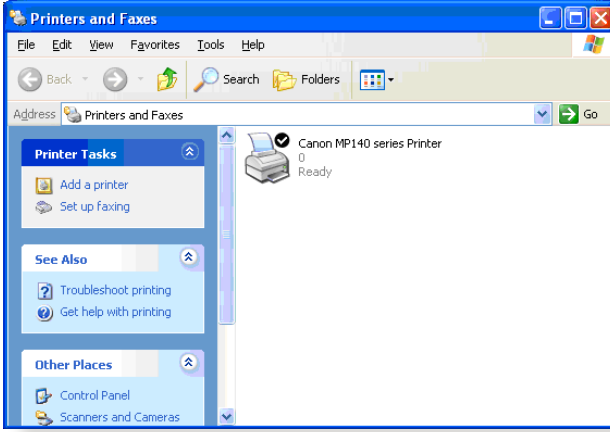 Printers and Faxes
File Edit View Favorites Tools Help
Back Search Folders
Address Printers and Faxes Go
Printer Tasks
Add a printer
Set up faxing
See Also
Troubleshoot printing
Get help with printing
Other Places
Control Panel
Scanners and Cameras
Canon MP140 series Printer
0
Ready